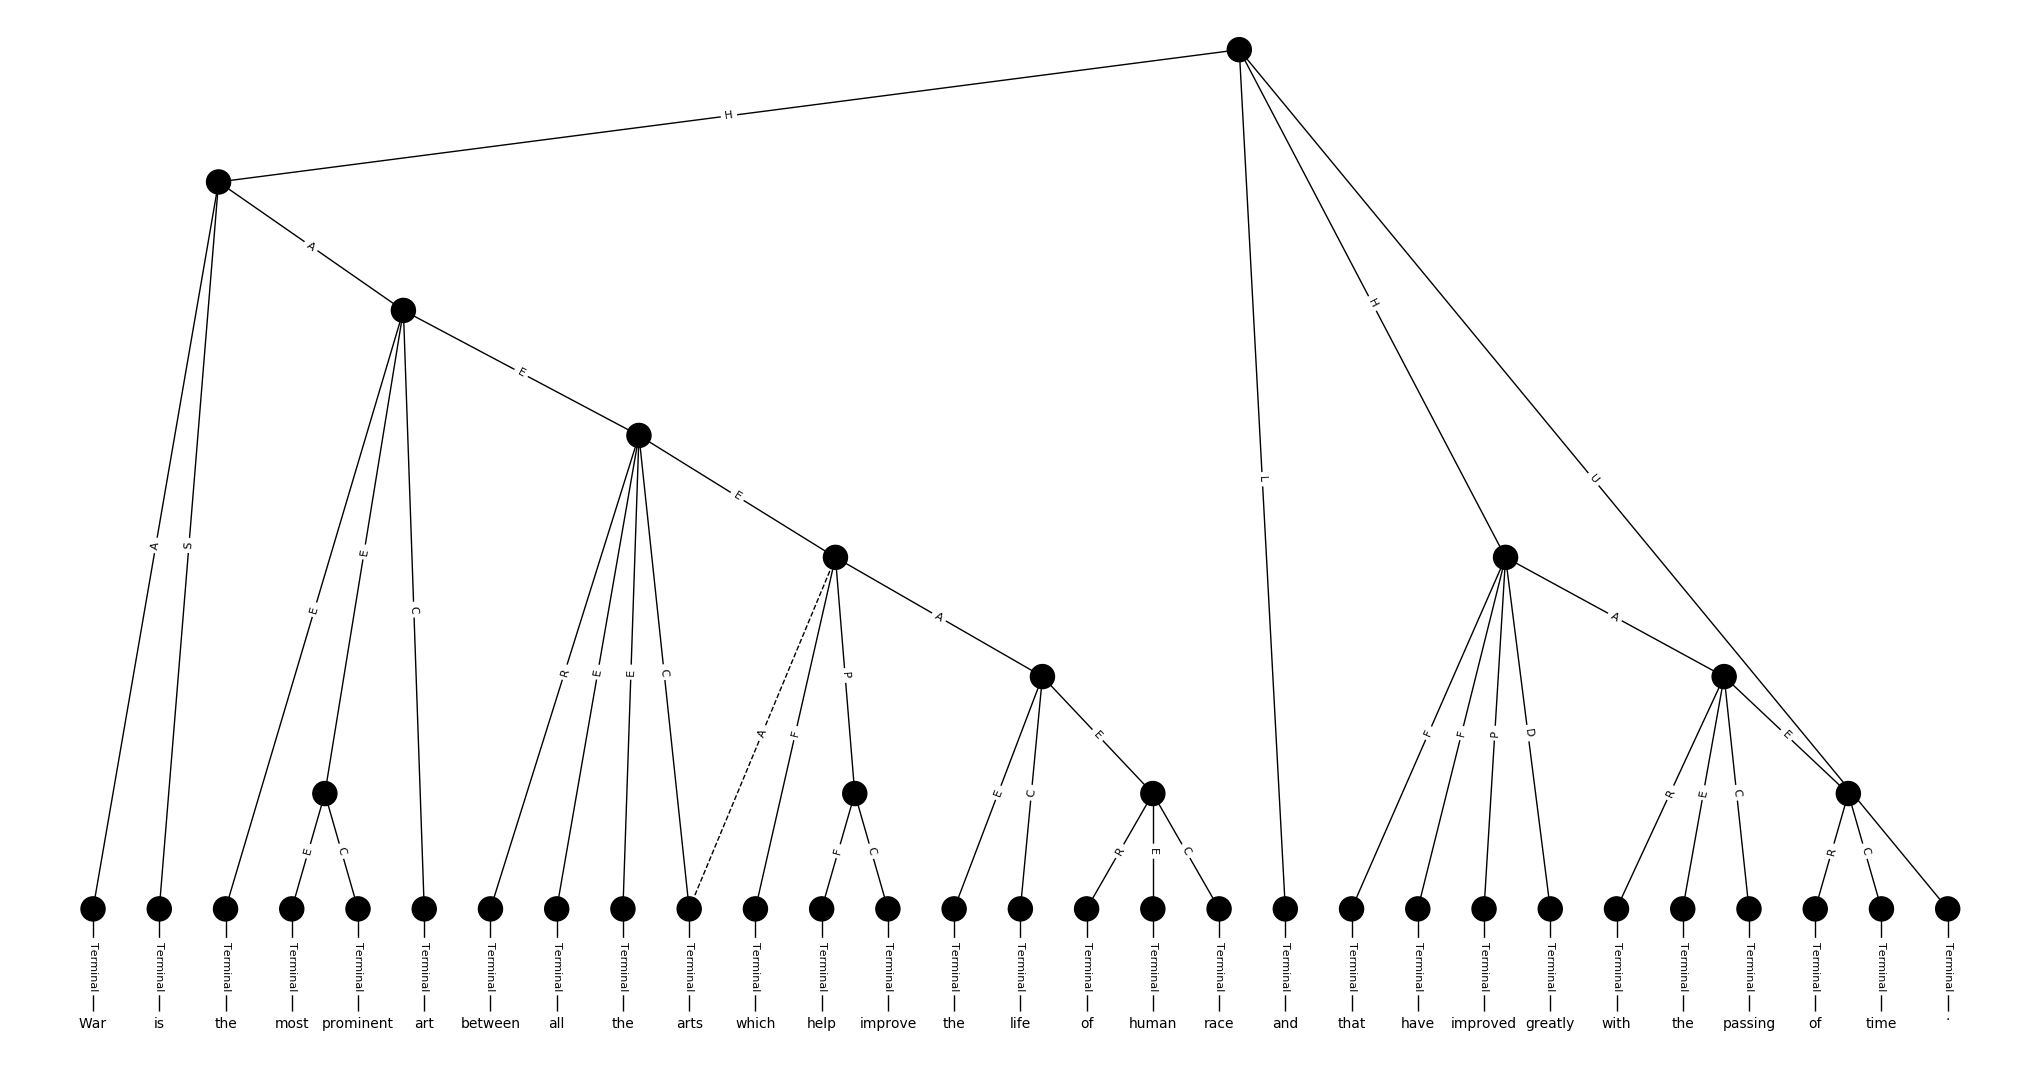 H
A
H
E
L
U
E
A
S
E
A
A
E
C
R
E
E
C
P
A
F
E
F
F
P
D
E
E
C
R
E
C
E
C
F
C
R
E
C
R
C
Terminal Terminal Terminal Terminal Terminal Terminal Terminal Terminal Terminal Terminal Terminal Terminal Terminal Terminal Terminal Terminal Terminal Terminal Terminal Terminal Terminal Terminal Terminal Terminal Terminal Terminal Terminal Terminal Terminal
War is the most prominent art between all the arts which help improve the life of human race and that have improved greatly with the passing of time .